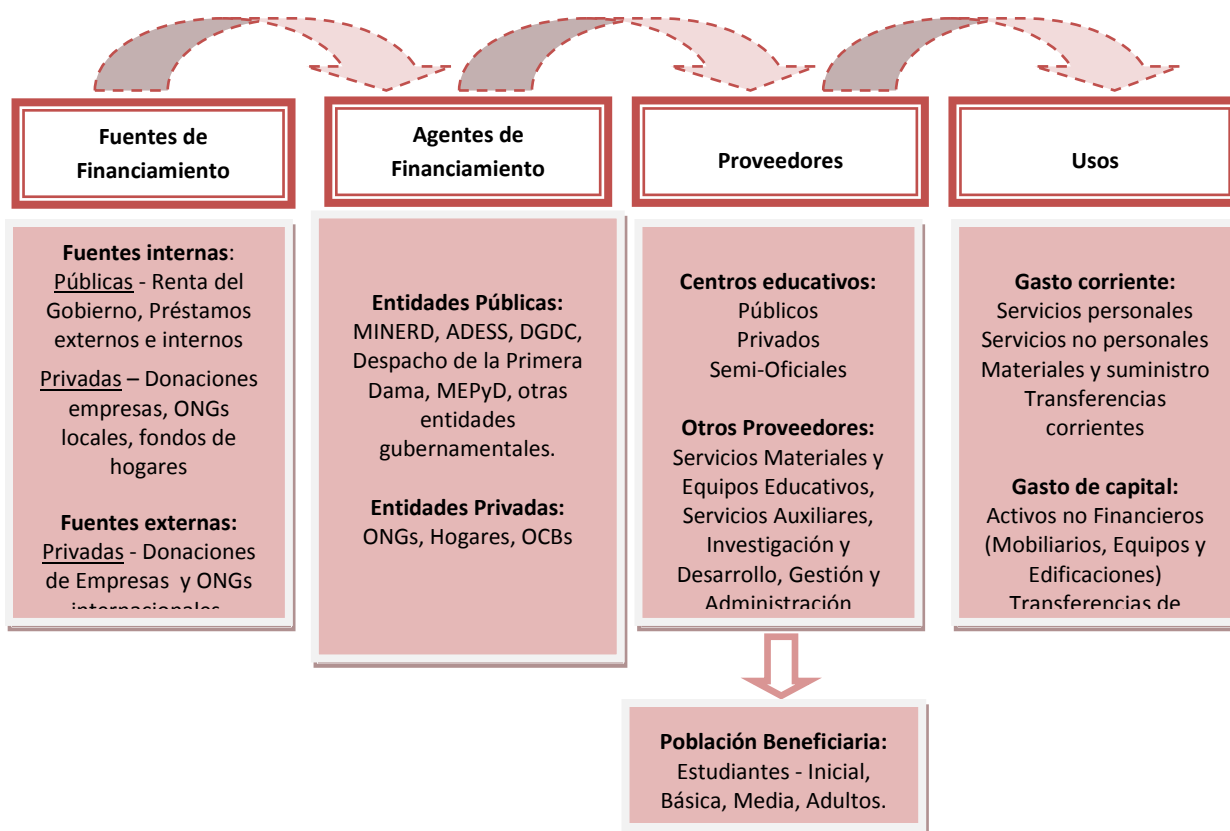 Fuentes de
Financiamiento
Agentes de
Financiamiento
Proveedores
Usos
Fuentes internas:
Públicas - Renta del
Gobierno, Préstamos
externos e internos
Privadas – Donaciones
empresas, ONGs
locales, fondos de
hogares
Fuentes externas:
Privadas - Donaciones
de Empresas y ONGs
internacionales
Entidades Públicas:
MINERD, ADESS, DGDC,
Despacho de la Primera
Dama, MEPyD, otras
entidades
gubernamentales.
Entidades Privadas:
ONGs, Hogares, OCBs
Centros educativos:
Públicos
Privados
Semi-Oficiales
Otros Proveedores:
Servicios Materiales y
Equipos Educativos,
Servicios Auxiliares,
Investigación y
Desarrollo, Gestión y
Administración
Gasto corriente:
Servicios personales
Servicios no personales
Materiales y suministro
Transferencias
corrientes
Gasto de capital:
Activos no Financieros
(Mobiliarios, Equipos y
Edificaciones)
Transferencias de
Población Beneficiaria:
Estudiantes - Inicial,
Básica, Media, Adultos.